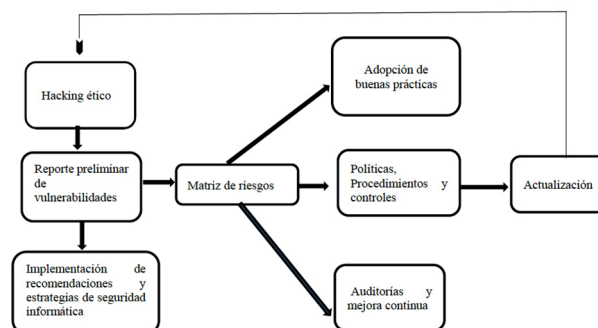 Hacking ético
Reporte preliminar
de
vulnerabilidades
Implementación de
recomendaciones y
estrategias de seguridad
informática
Matriz de riesgos
Adopción de
buenas prácticas
Políticas,
Procedimientos y
controles
Auditorías y
mejora continua
Actualización